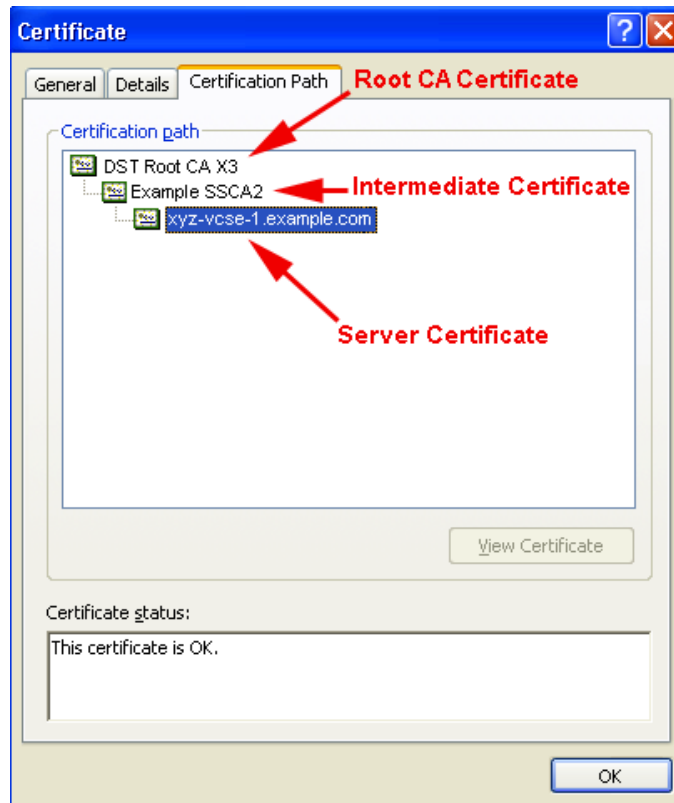 Certificate
General Details Certification Path Root CA Certificate
Certification path
DST Root CA X3
Example SSCA2 Intermediate Certificate
xyz-vcse-1.example.com
Server Certificate
View Certificate
Certificate status:
This certificate is OK.
OK